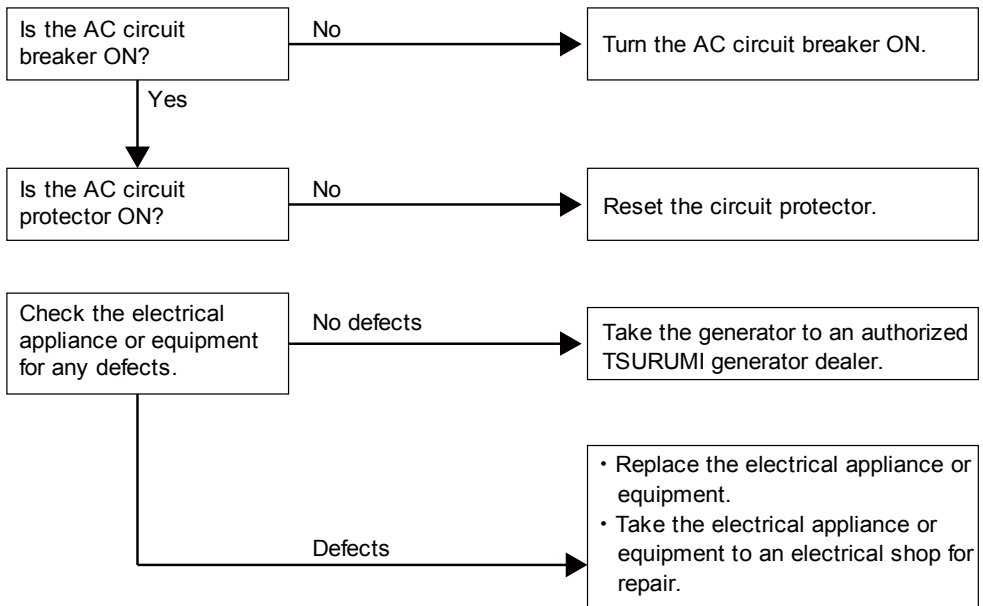 Is the AC circuit
breaker ON?
No
Turn the AC circuit breaker ON.
Yes
Is the AC circuit
protector ON?
No
Reset the circuit protector.
Check the electrical
appliance or equipment
for any defects.
No defects
Take the generator to an authorized
TSURUMI generator dealer.
Defects
・Replace the electrical appliance or
equipment.
・Take the electrical appliance or
equipment to an electrical shop for
repair.